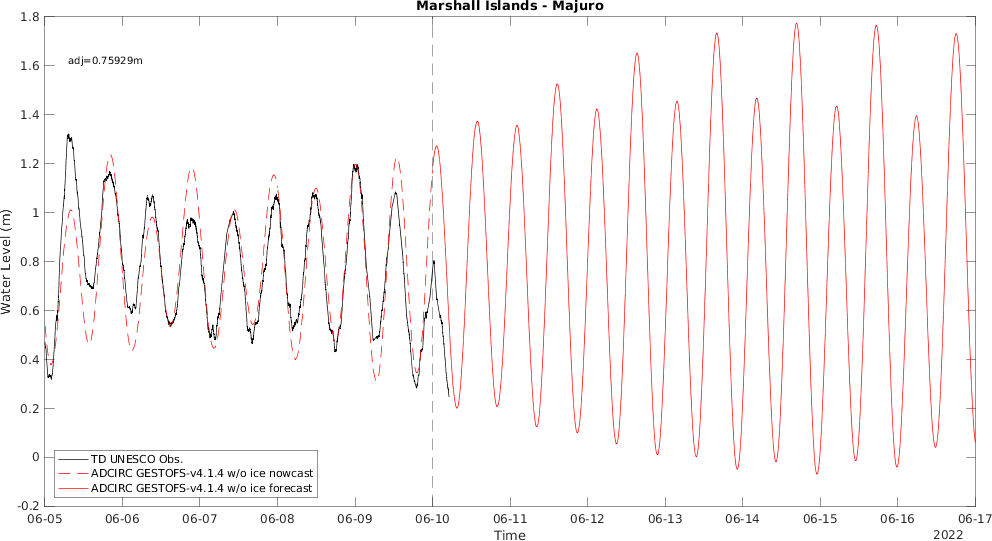 Marshall Islands - Majuro
1.8
1.6
1.4
1.2
1
0.8
0.6
0.4
0.2
0
-0.2
Water Level (m)
adj=0.75929m
TD UNESCO Obs.
ADCIRC GESTOFS-v4.1.4 w/o ice nowcast
ADCIRC GESTOFS-v4.1.4 w/o ice forecast
06-05 06-06 06-07 06-08 06-09 06-10 06-11 06-12 06-13 06-14 06-15 06-16 06-17
Time
2022